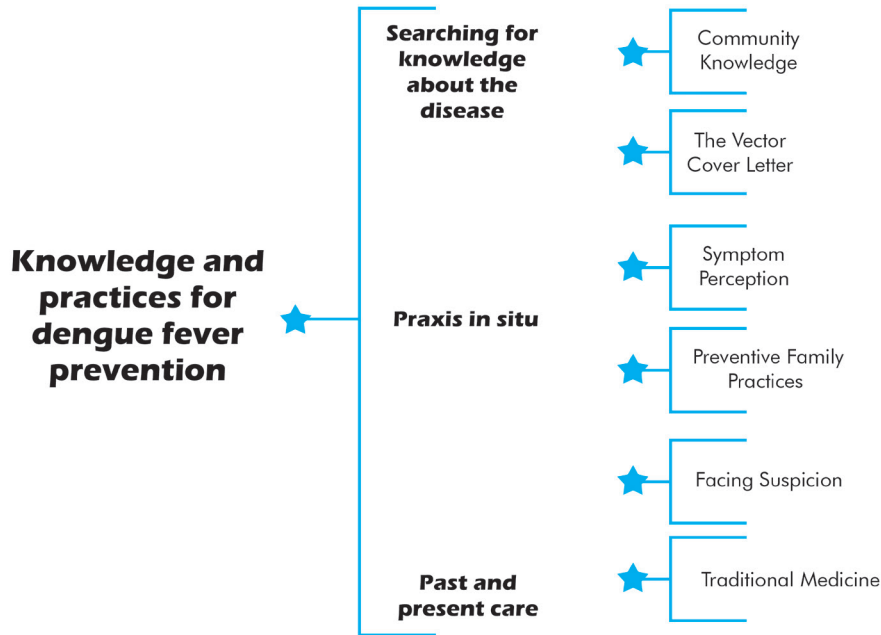 Knowledge and
practices for
dengue fever
prevention
Searching for
knowledge
about the
disease
Community
Knowledge
The Vector
Cover Letter
Praxis in situ
Symptom
Perception
Preventive Family
Practices
Facing Suspicion
Past and
present care
Traditional Medicine